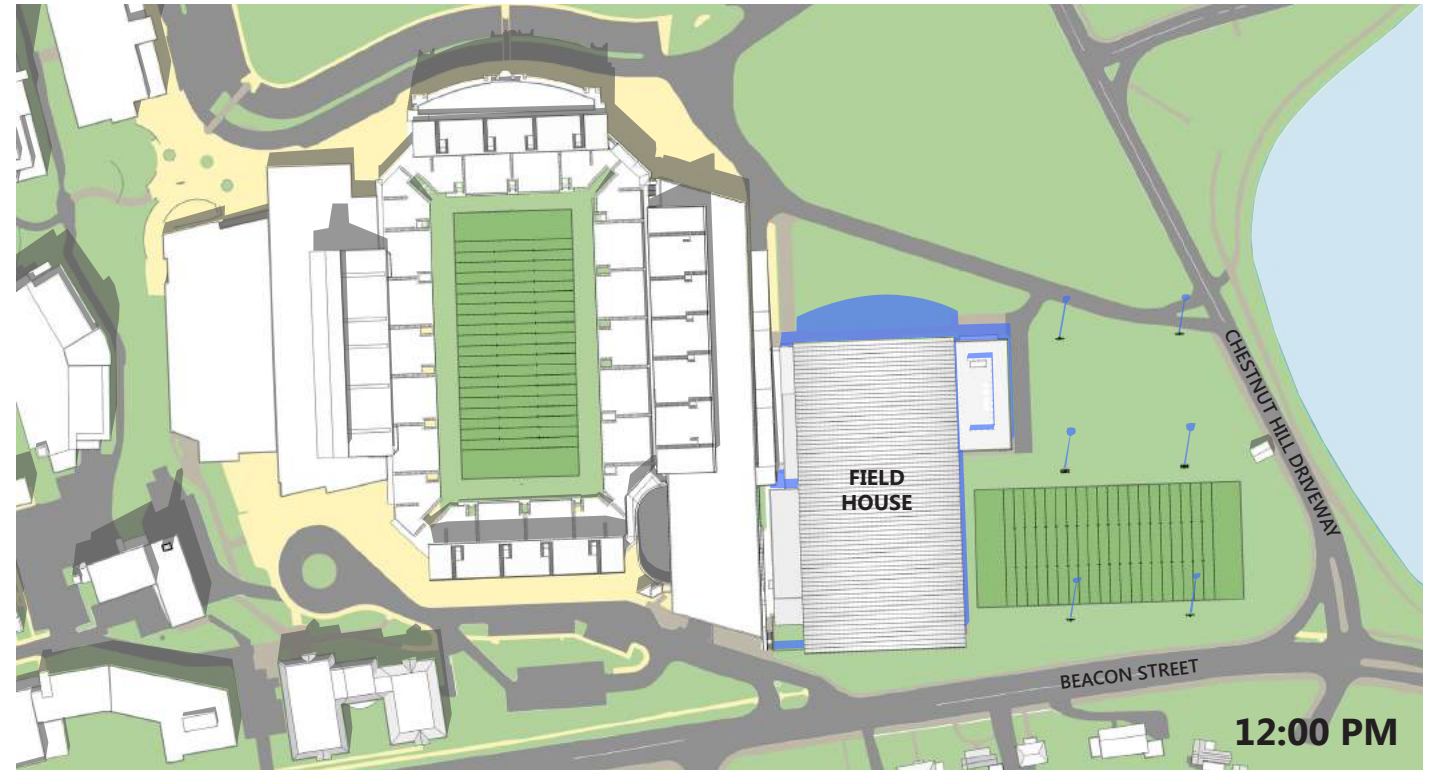 CHESTNUT HILL DRIVEWAY
FIELD
HOUSE
BEACON STREET
12:00 PM